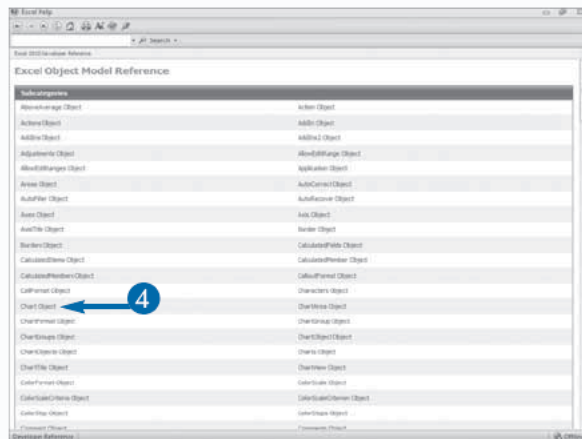 Excel Help
Search
Excel 2010 Developer Reference
Excel Object Model Reference
Subcategories
AboveAverage Object Action Object
Actions Object AddIn Object
AddIns Object AddIns2 Object
Adjustments Object AllowEditRange Object
AllowEditRanges Object Application Object
Areas Object AutoCorrect Object
AutoFilter Object AutoRecover Object
Axes Object Axis Object
AxisTitle Object Border Object
Borders Object CalculatedFields Object
CalculatedItems Object CalculatedMember Object
CalculatedMembers Object CalloutFormat Object
CellFormat Object Characters Object
Chart Object 4 ChartArea Object
ChartFormat Object ChartGroup Object
ChartGroups Object ChartObject Object
ChartObjects Object Charts Object
ChartTitle Object ChartView Object
ColorFormat Object ColorScale Object
ColorScaleCriteria Object ColorScaleCriterion Object
ColorStop Object ColorStops Object
Comment Object Comments Object
Developer Reference